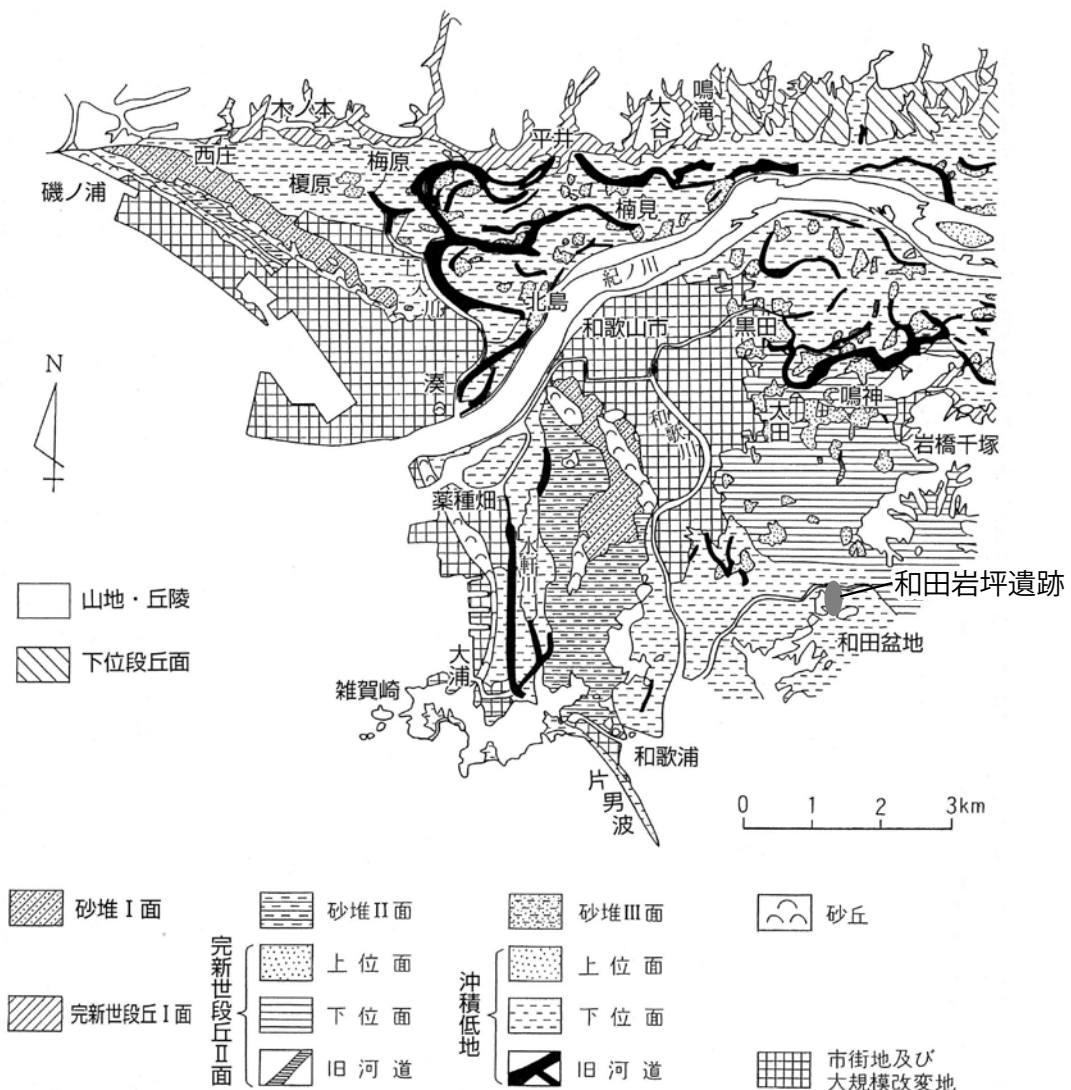 鳴滝
木ノ本
大谷
平井
西庄
梅原
榎原
磯ノ浦
楠見
紀ノ川
土入川
北島
和歌山市
黒田
N
湊
鳴神
太田
和歌川
岩橋千塚
薬種畑
水軒川
和田岩坪遺跡
山地・丘陵
和田盆地
下位段丘面
大浦
雑賀崎
和歌浦
片男波
0 1 2 3km
砂堆Ⅰ面
砂堆Ⅱ面
砂堆Ⅲ面
砂丘
完新世段丘Ⅰ面
完新世段丘Ⅱ面
上位面
下位面
旧河道
沖積低地
上位面
下位面
旧河道
市街地及び
大規模改変地